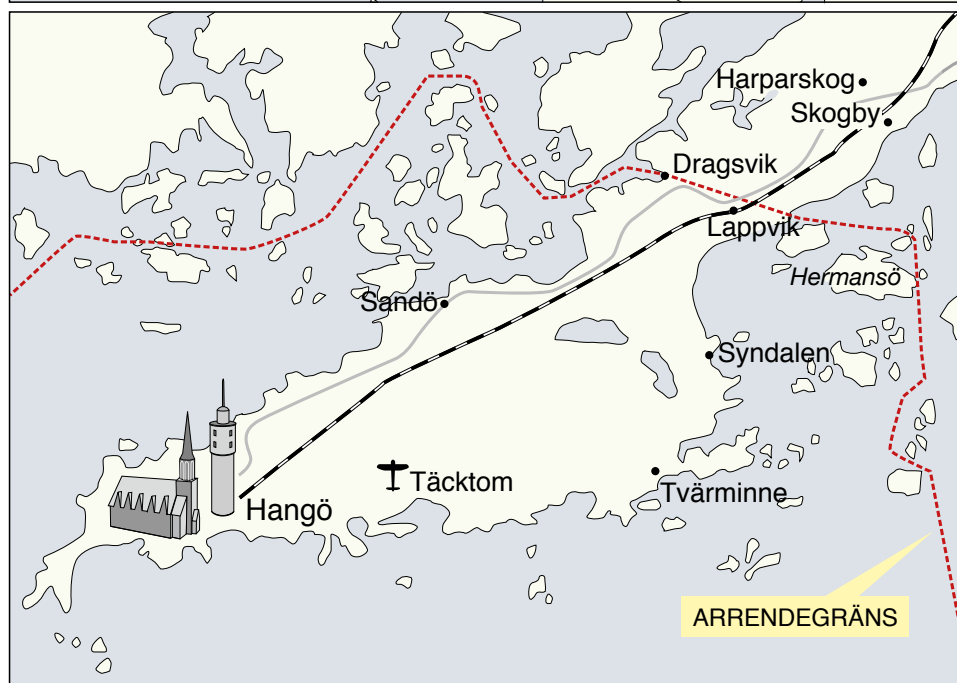 Harparskog
Skogby
Dragsvik
Lappvik
Hermansö
Sandö
Syndalen
Täcktom
Tvärminne
Hangö
ARRENDEGRÄNS